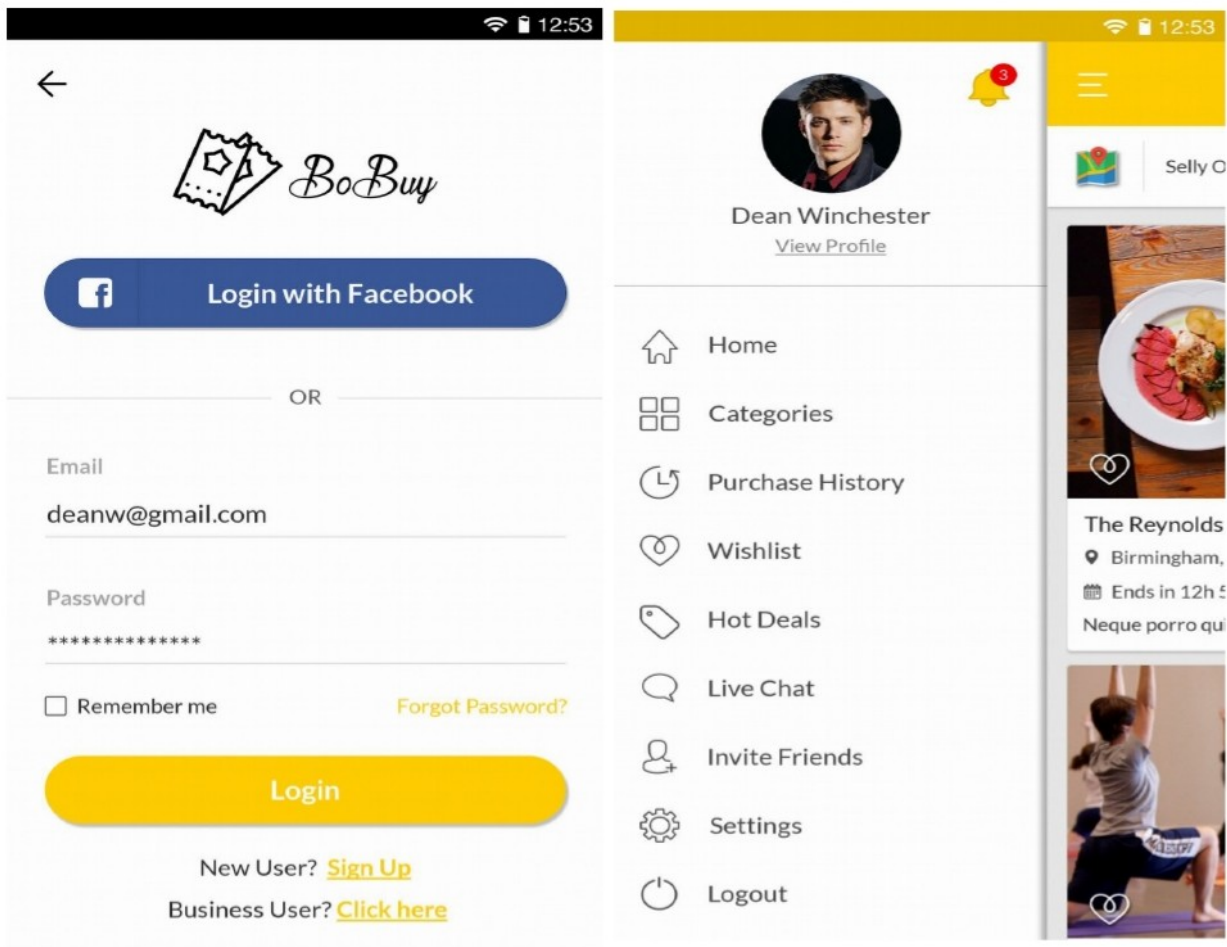 12:53
BoBuy
Login with Facebook
OR
Email
deanw@gmail.com
Password
**************
Remember me Forgot Password?
Login
New User? Sign Up
Business User? Click here
12:53
3
Dean Winchester
View Profile
Home
Categories
Purchase History
Wishlist
Hot Deals
Live Chat
Invite Friends
Settings
Logout
Selly O
The Reynolds
Birmingham,
Ends in 12h
Neque porro qui